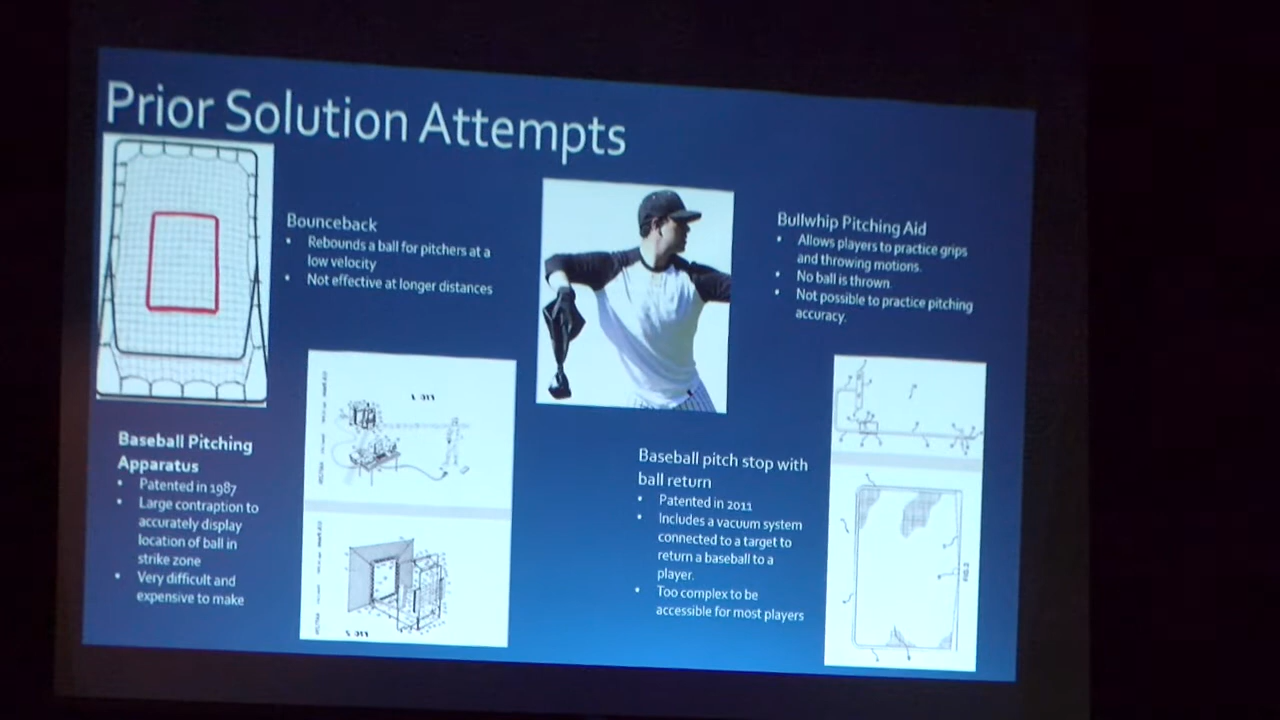 Prior Solution Attempts
Bounceback
• Rebounds a ball for pitchers at a
low velocity
• Not effective at longer distances
Bullwhip Pitching Aid
• Allows players to practice grips
and throwing motions.
• No ball is thrown.
• Not possible to practice pitching
accuracy.
Baseball Pitching
Apparatus
• Patented in 1987
• Large contraption to
accurately display
location of ball in
strike zone
• Very difficult and
expensive to make
Baseball pitch stop with
ball return
• Patented in 2011
• Includes a vacuum system
connected to a target to
return a baseball to a
player.
• Too complex to be
accessible for most players